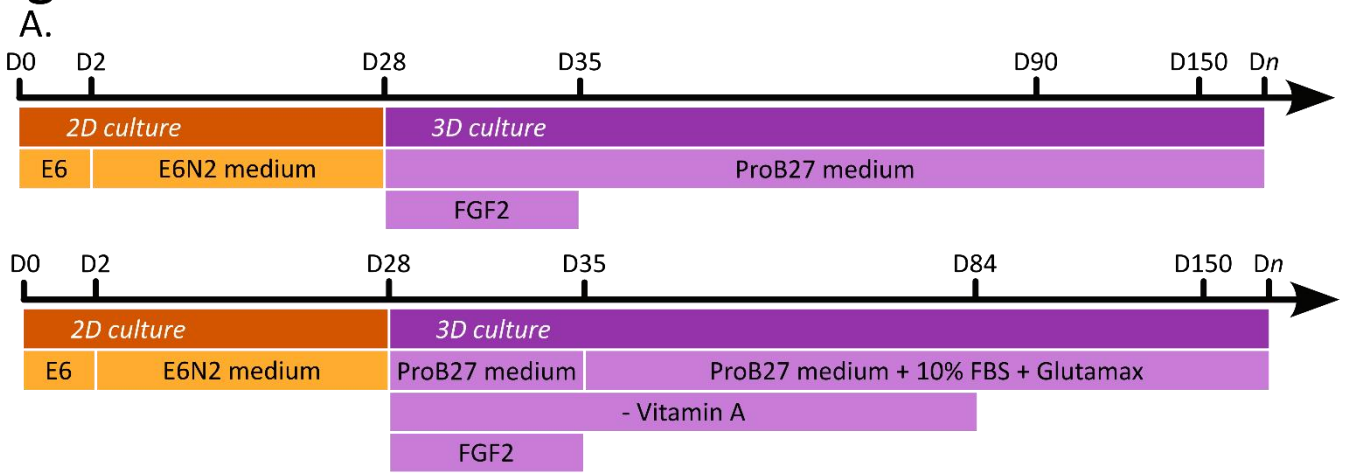 A.
D0 D2 D28 D35 D90 D150 Dn
2D culture 3D culture
E6 E6N2 medium ProB27 medium
FGF2
D0 D2 D28 D35 D84 D150 Dn
2D culture 3D culture
E6 E6N2 medium ProB27 medium ProB27 medium + 10% FBS + Glutamax
- Vitamin A
FGF2